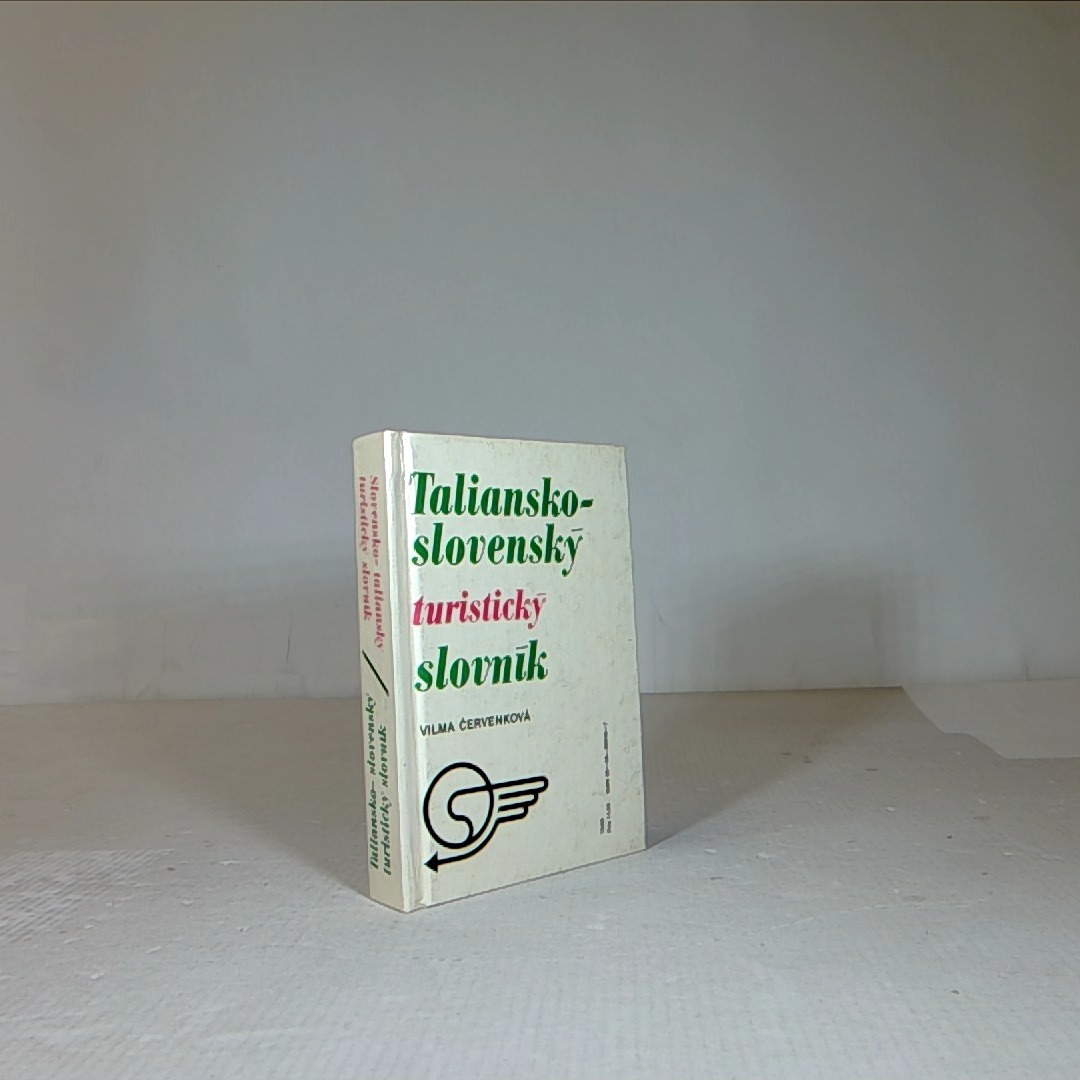 Taliansko-
slovenský
turistický
slovník
VILMA ČERVENKOVÁ
Slovensko-taliansky
turistický slovník
/
Taliansko-slovenský
turistický slovník